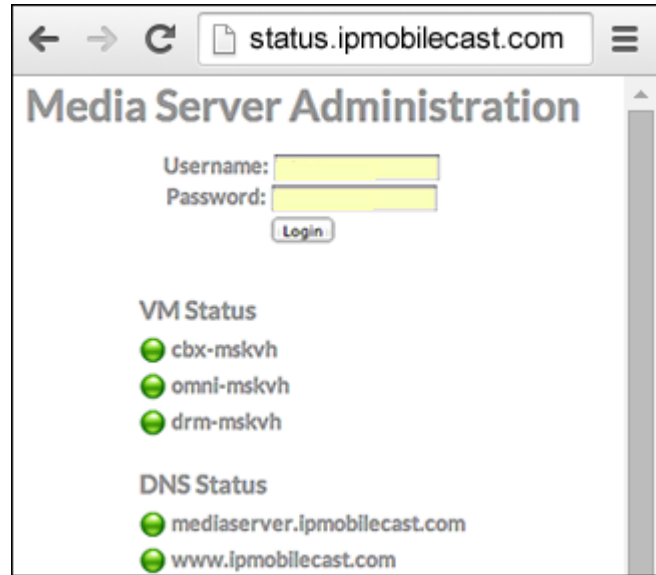 status.ipmobilecast.com
Media Server Administration
Username:
Password:
Login
VM Status
cbx-mskvh
omni-mskvh
drm-mskvh
DNS Status
mediaserver.ipmobilecast.com
www.ipmobilecast.com